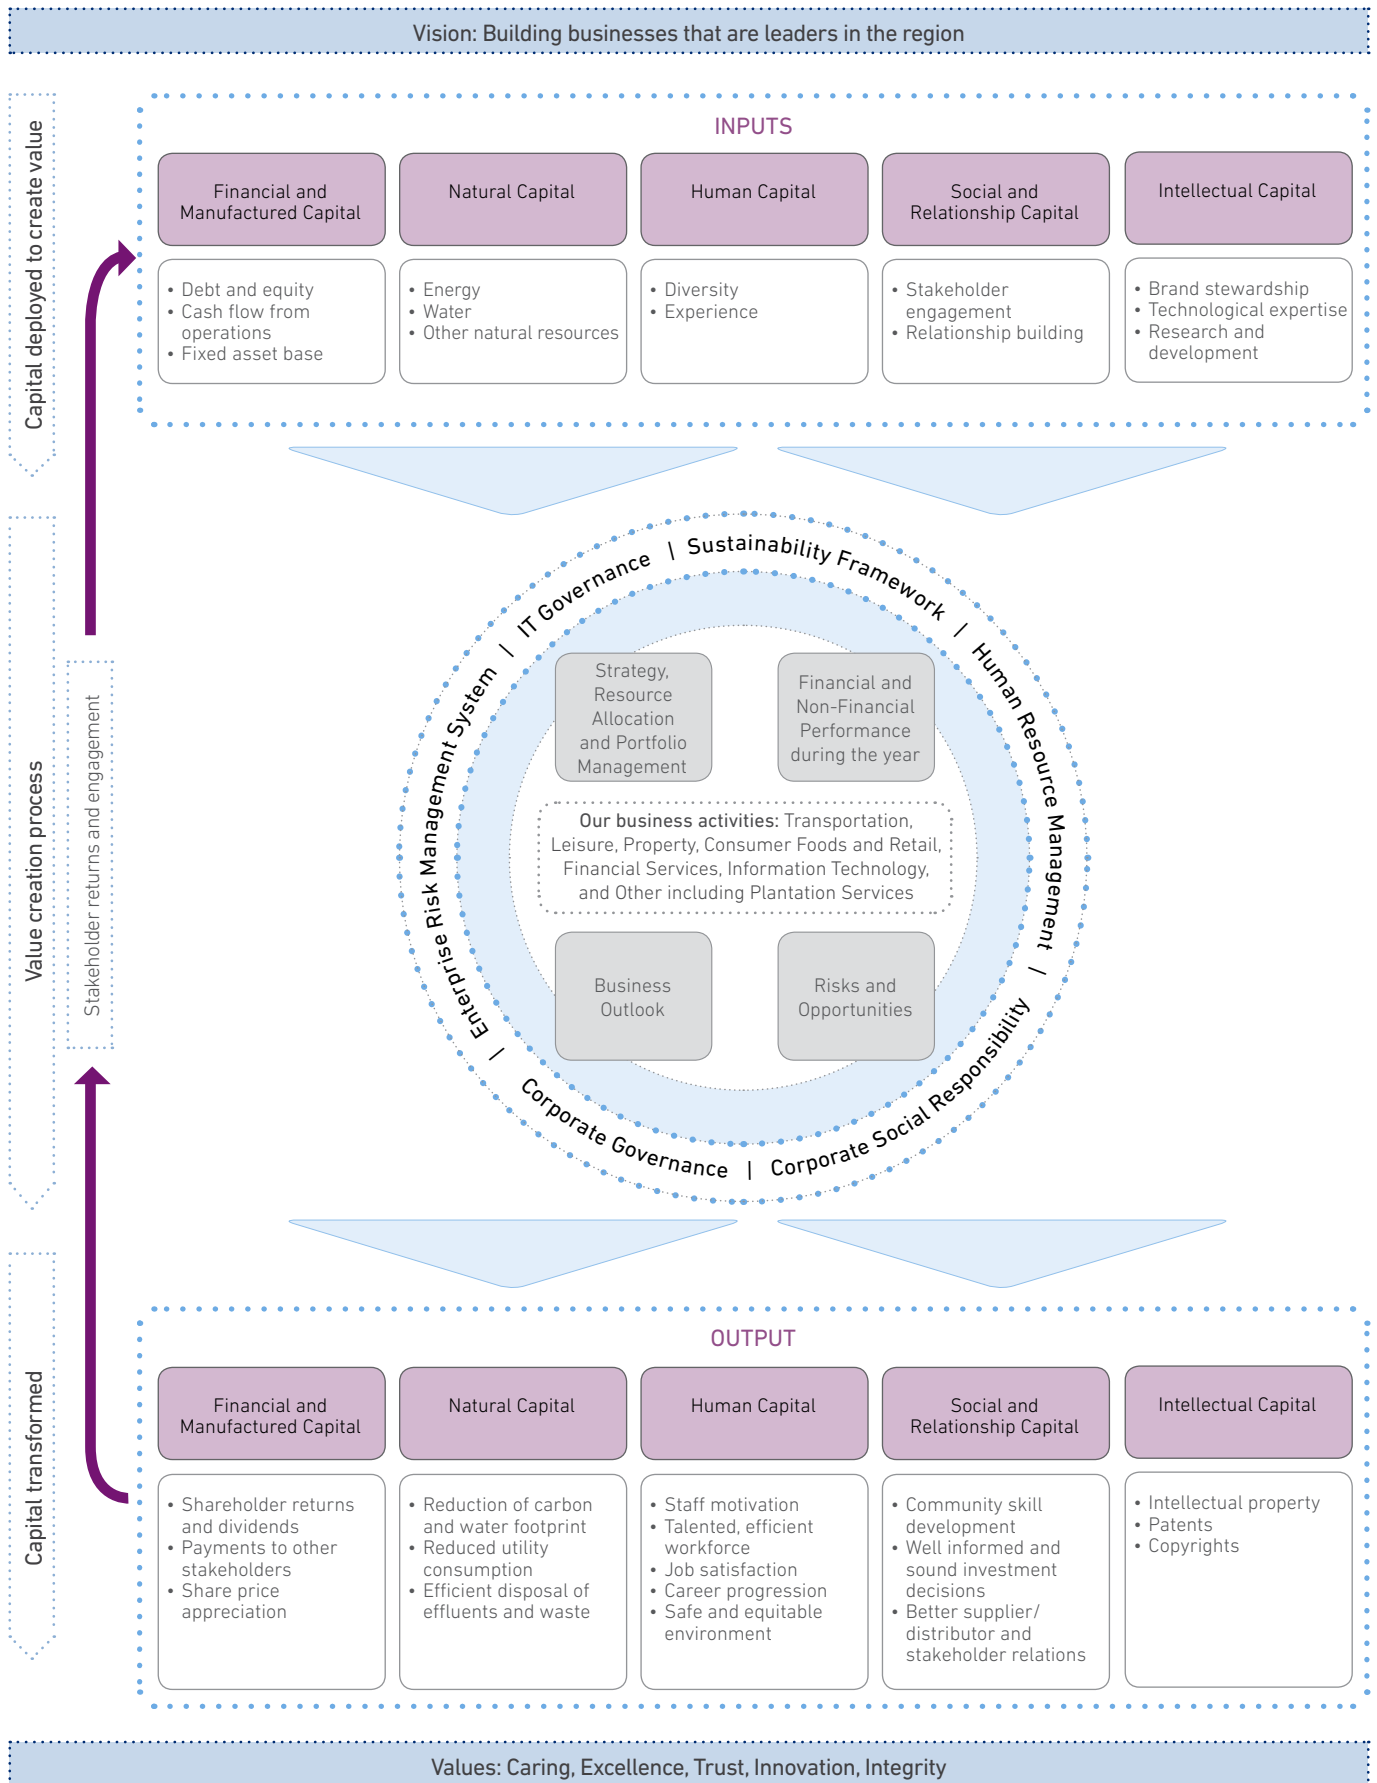 Vision: Building businesses that are leaders in the region
Capital deployed to create value
INPUTS
Financial and
Manufactured Capital
• Debt and equity
• Cash flow from
operations
• Fixed asset base
Natural Capital
• Energy
• Water
• Other natural resources
Human Capital
• Diversity
• Experience
Social and
Relationship Capital
• Stakeholder
engagement
• Relationship building
Intellectual Capital
• Brand stewardship
• Technological expertise
• Research and
development
Value creation process
Stakeholder returns and engagement
| Enterprise Risk Management System | IT Governance | Sustainability Framework | Human Resource Management |
Corporate Governance | Corporate Social Responsibility
Strategy,
Resource
Allocation
and Portfolio
Management
Financial and
Non-Financial
Performance
during the year
Our business activities: Transportation,
Leisure, Property, Consumer Foods and Retail,
Financial Services, Information Technology,
and Other including Plantation Services
Business
Outlook
Risks and
Opportunities
Capital transformed
OUTPUT
Financial and
Manufactured Capital
• Shareholder returns
and dividends
• Payments to other
stakeholders
• Share price
appreciation
Natural Capital
• Reduction of carbon
and water footprint
• Reduced utility
consumption
• Efficient disposal of
effluents and waste
Human Capital
• Staff motivation
• Talented, efficient
workforce
• Job satisfaction
• Career progression
• Safe and equitable
environment
Social and
Relationship Capital
• Community skill
development
• Well informed and
sound investment
decisions
• Better supplier/
distributor and
stakeholder relations
Intellectual Capital
• Intellectual property
• Patents
• Copyrights
Values: Caring, Excellence, Trust, Innovation, Integrity